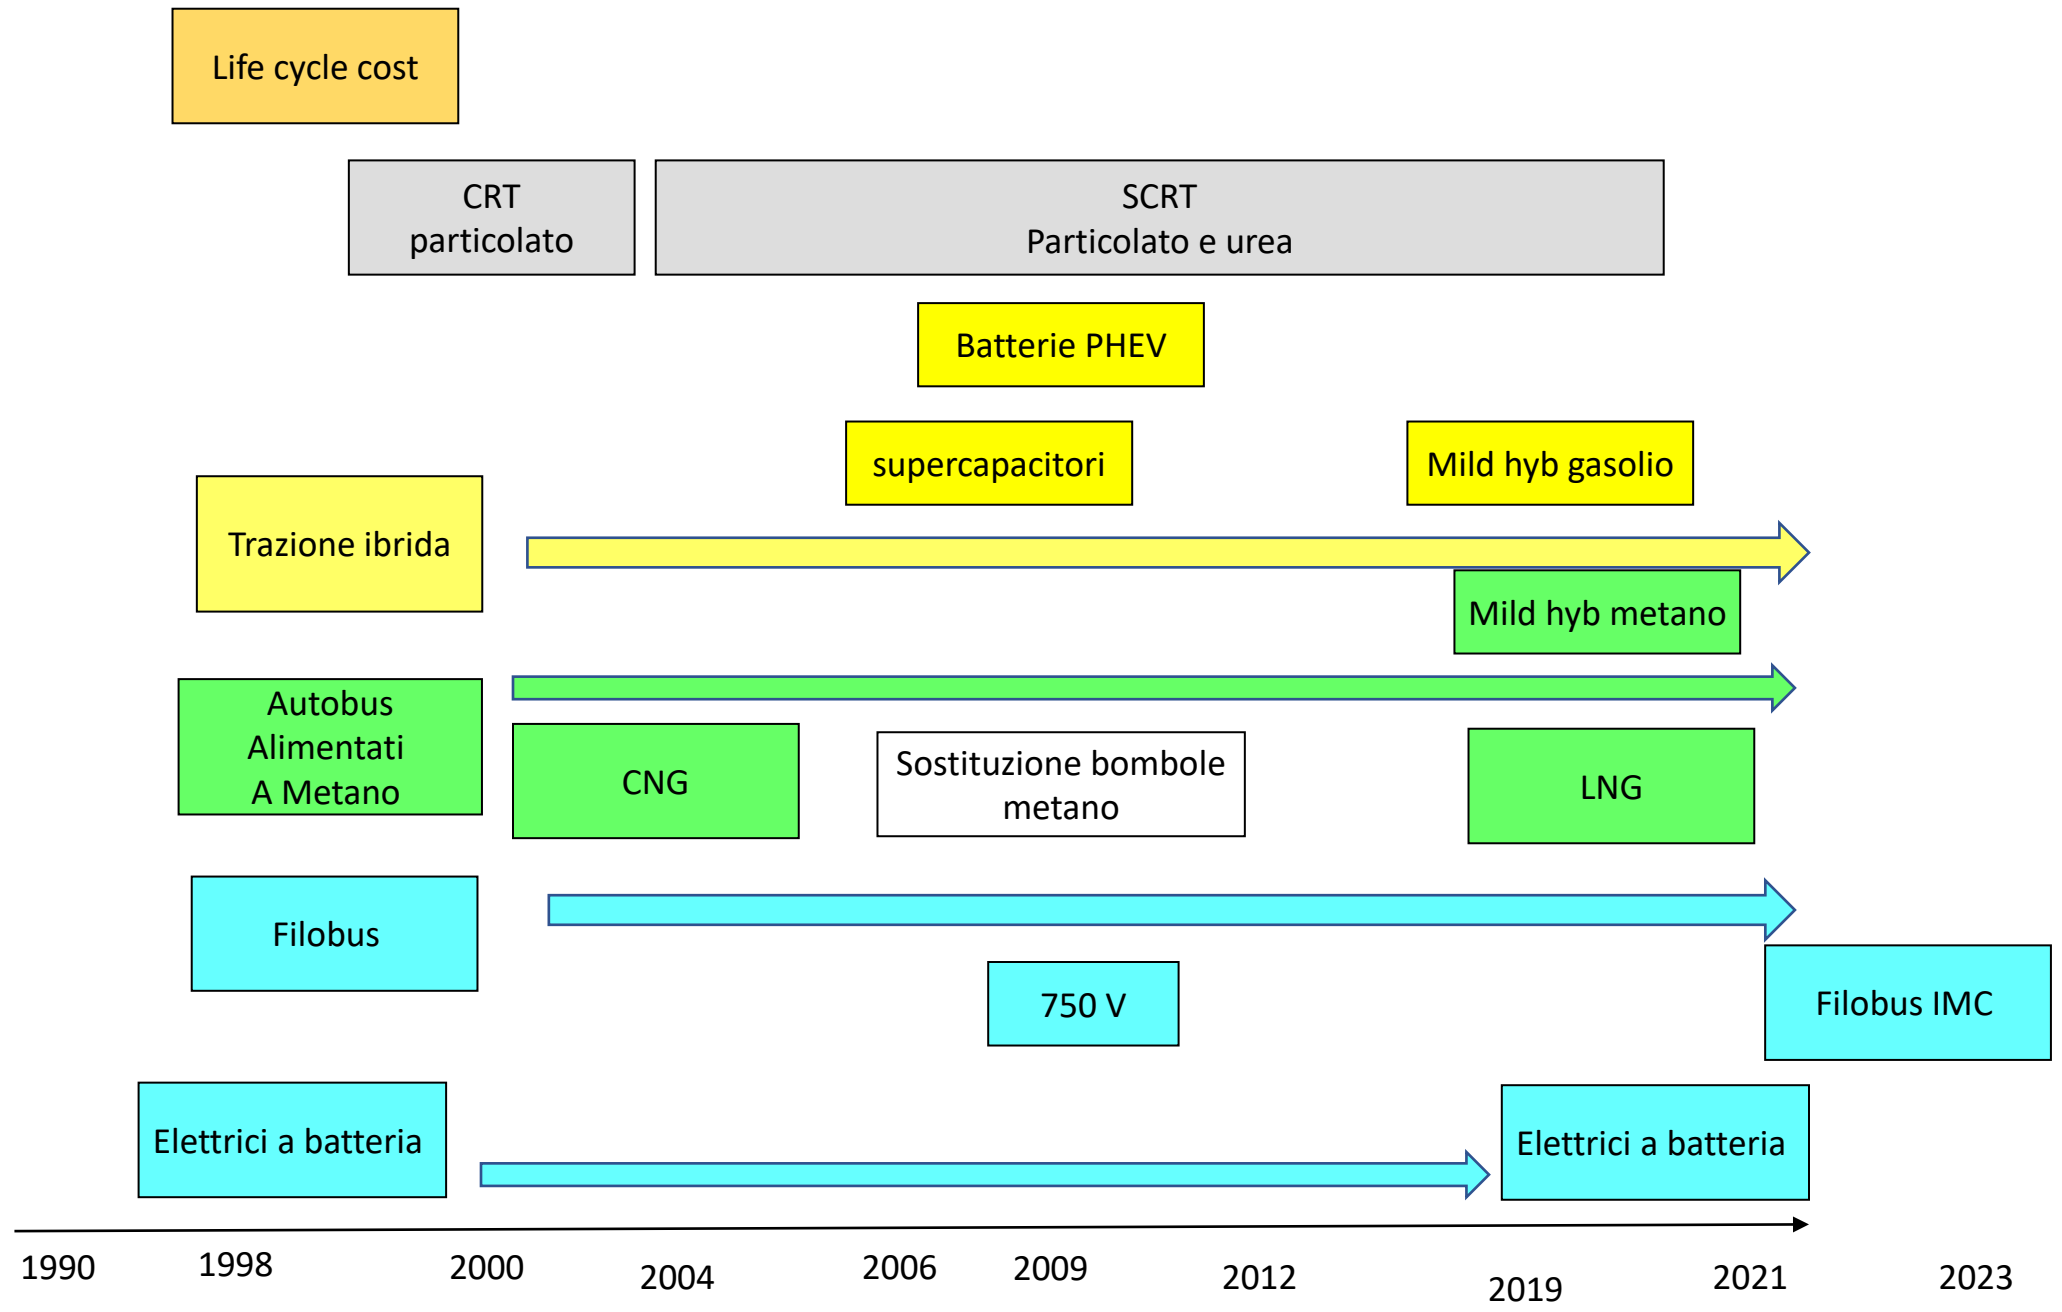 Life cycle cost
CRT
particolato
SCRT
Particolato e urea
Batterie PHEV
supercapacitori
Mild hyb gasolio
Trazione ibrida
Mild hyb metano
Autobus
Alimentati
A Metano
CNG
Sostituzione bombole
metano
LNG
Filobus
750 V
Filobus IMC
Elettrici a batteria
Elettrici a batteria
1990
1998
2000
2004
2006
2009
2012
2019
2021
2023